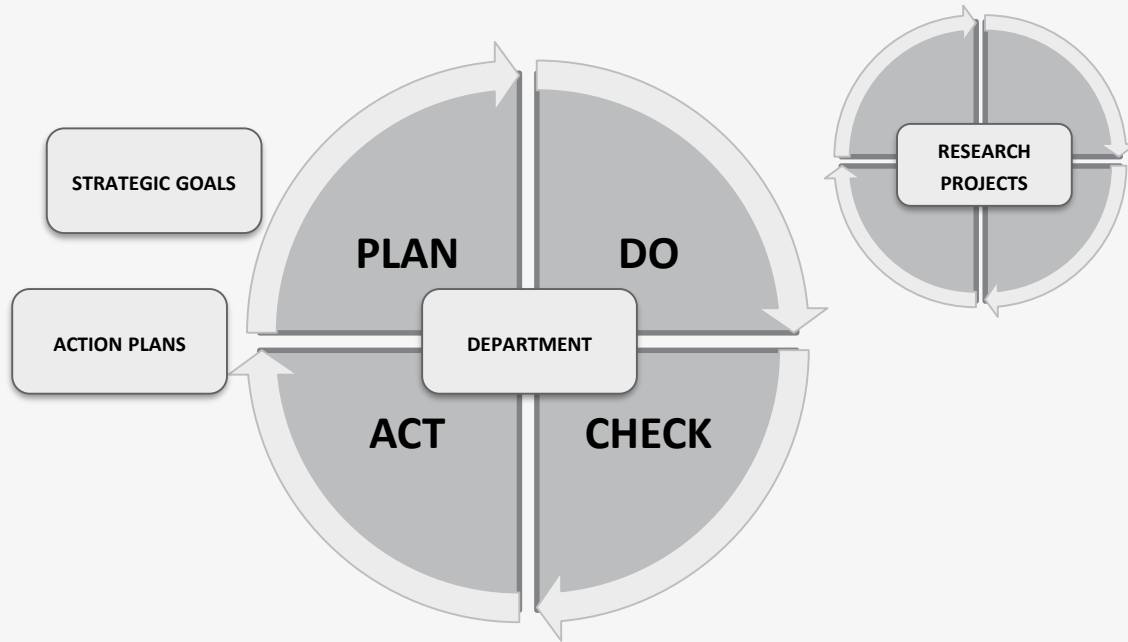 STRATEGIC GOALS
ACTION PLANS
PLAN
DO
DEPARTMENT
ACT
CHECK
RESEARCH
PROJECTS